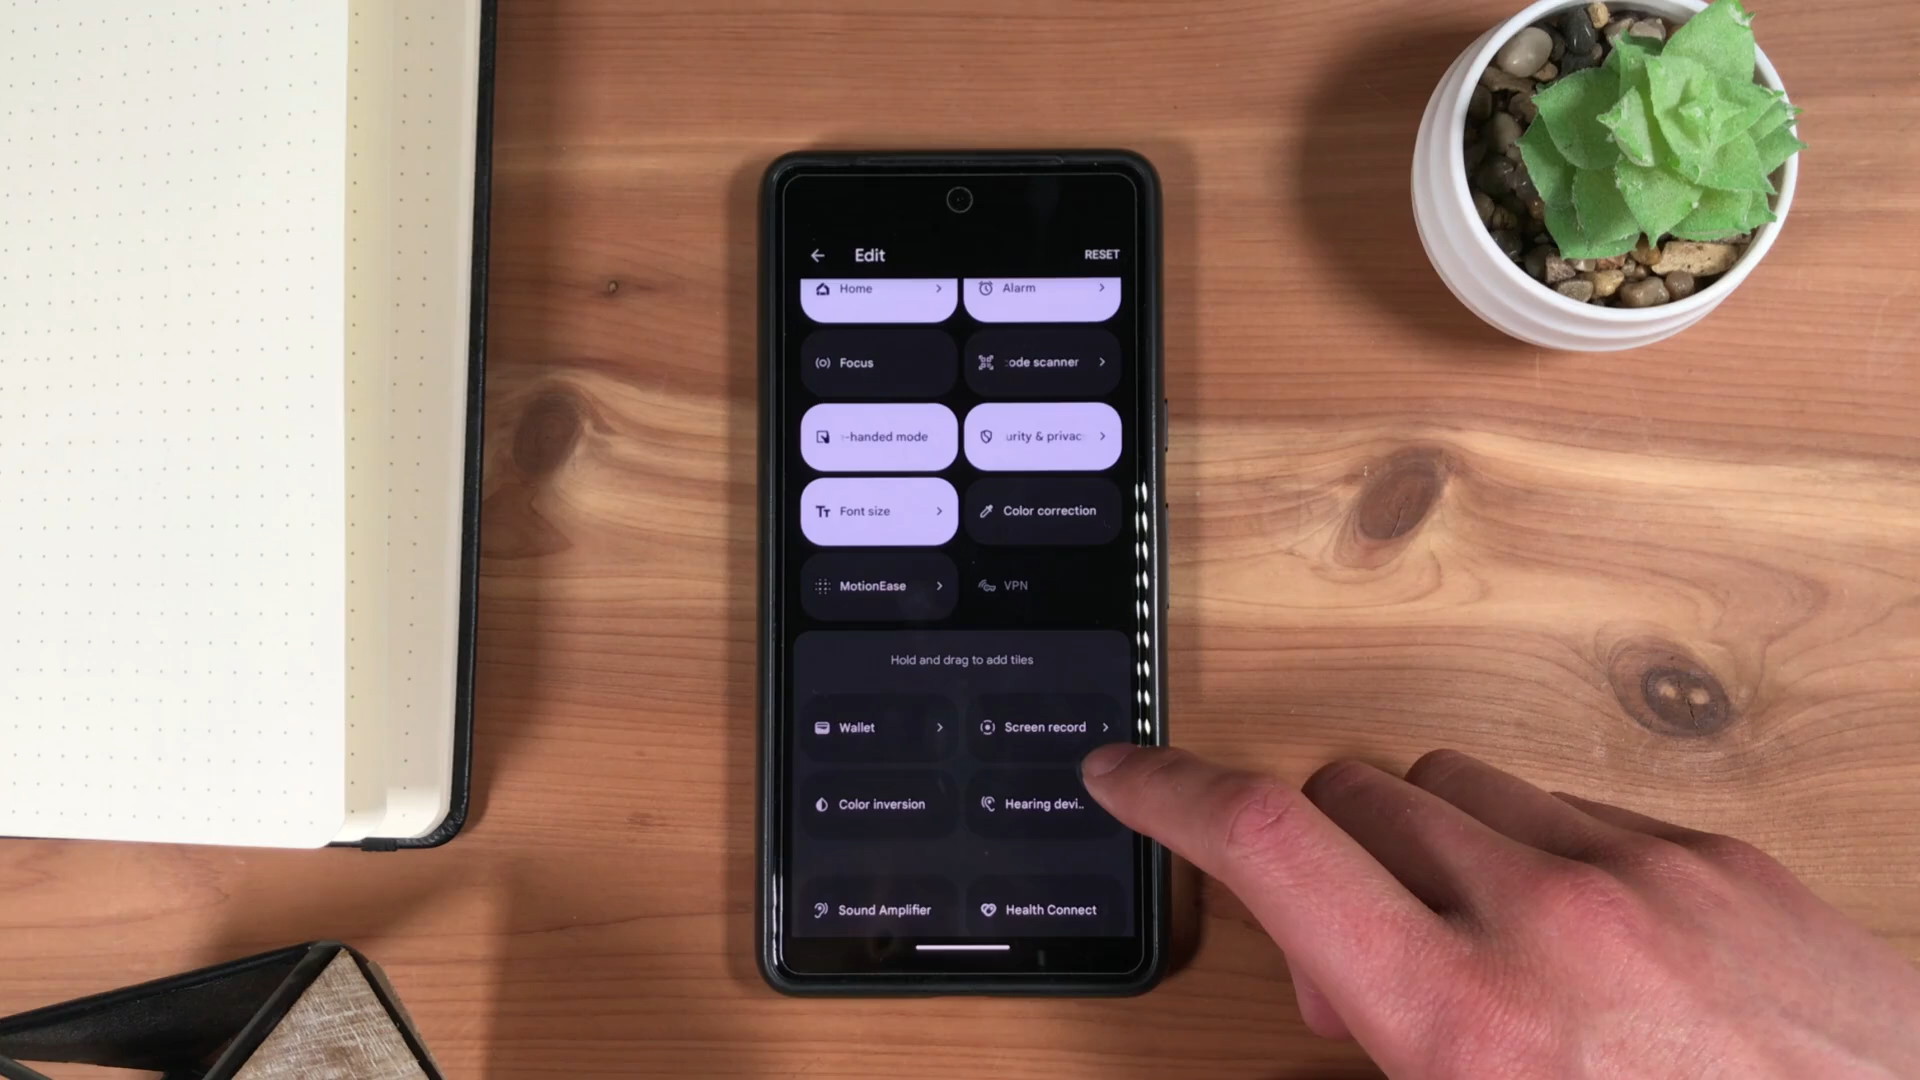 Edit
RESET
Home
Alarm
Focus
ode scanner
-handed mode
urity & privac
Font size
Color correction
MotionEase
VPN
Hold and drag to add tiles
Wallet
Screen record
Color inversion
Hearing devi..
Sound Amplifier
Health Connect